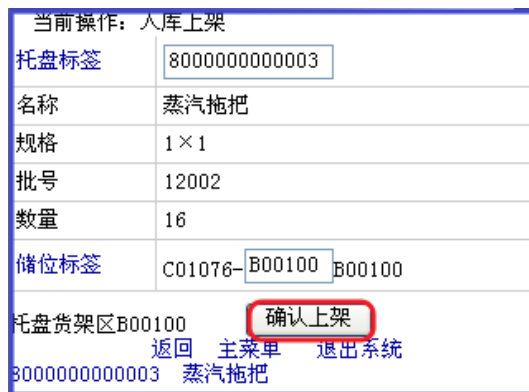 当前操作：入库上架
托盘标签 8000000000003
名称 蒸汽拖把
规格 1×1
批号 12002
数量 16
储位标签 C01076-B00100 B00100
托盘货架区B00100 确认上架
返回 主菜单 退出系统
8000000000003 蒸汽拖把